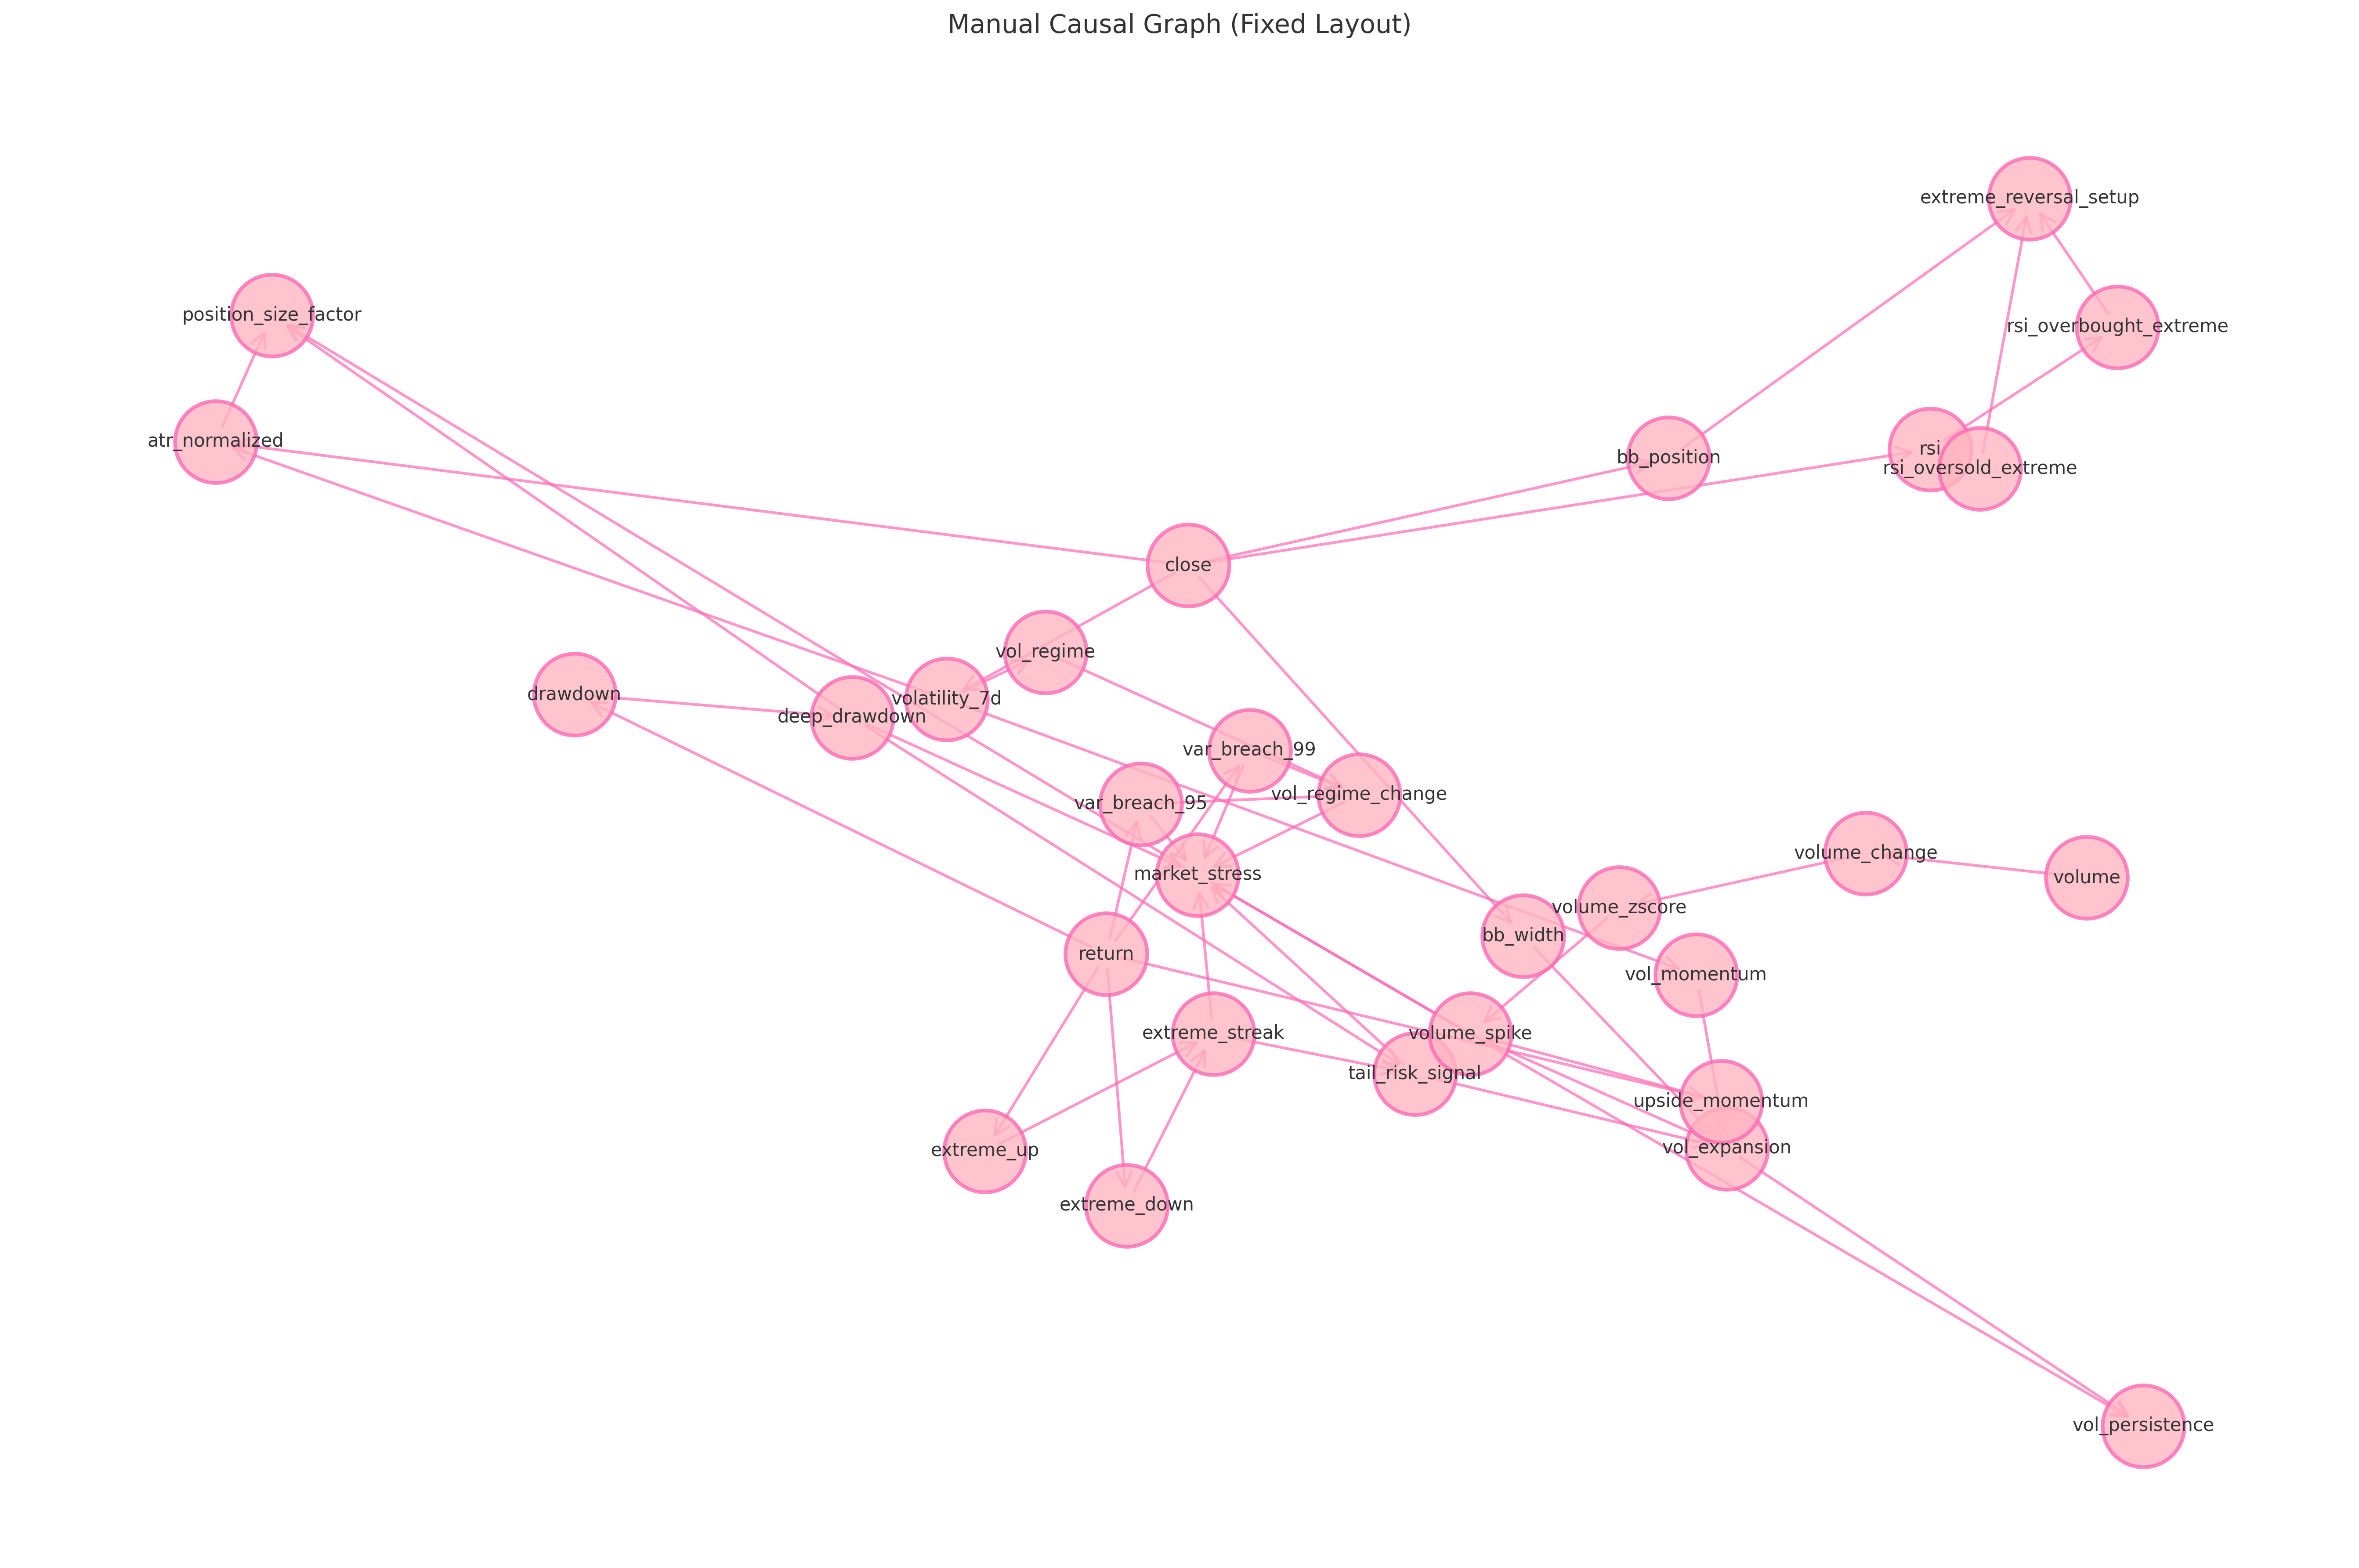 Manual Causal Graph (Fixed Layout)
extreme_reversal_setup
position_size_factor
rsi_overbought_extreme
atr_normalized
rsi
bb_position
rsi_oversold_extreme
close
vol_regime
drawdown
volatility_7d
deep_drawdown
var_breach_99
vol_regime_change
var_breach_95
volume_change
market_stress
volume
volume_zscore
bb_width
return
vol_momentum
extreme_streak
volume_spike
tail_risk_signal
upside_momentum
vol_expansion
extreme_up
extreme_down
vol_persistence